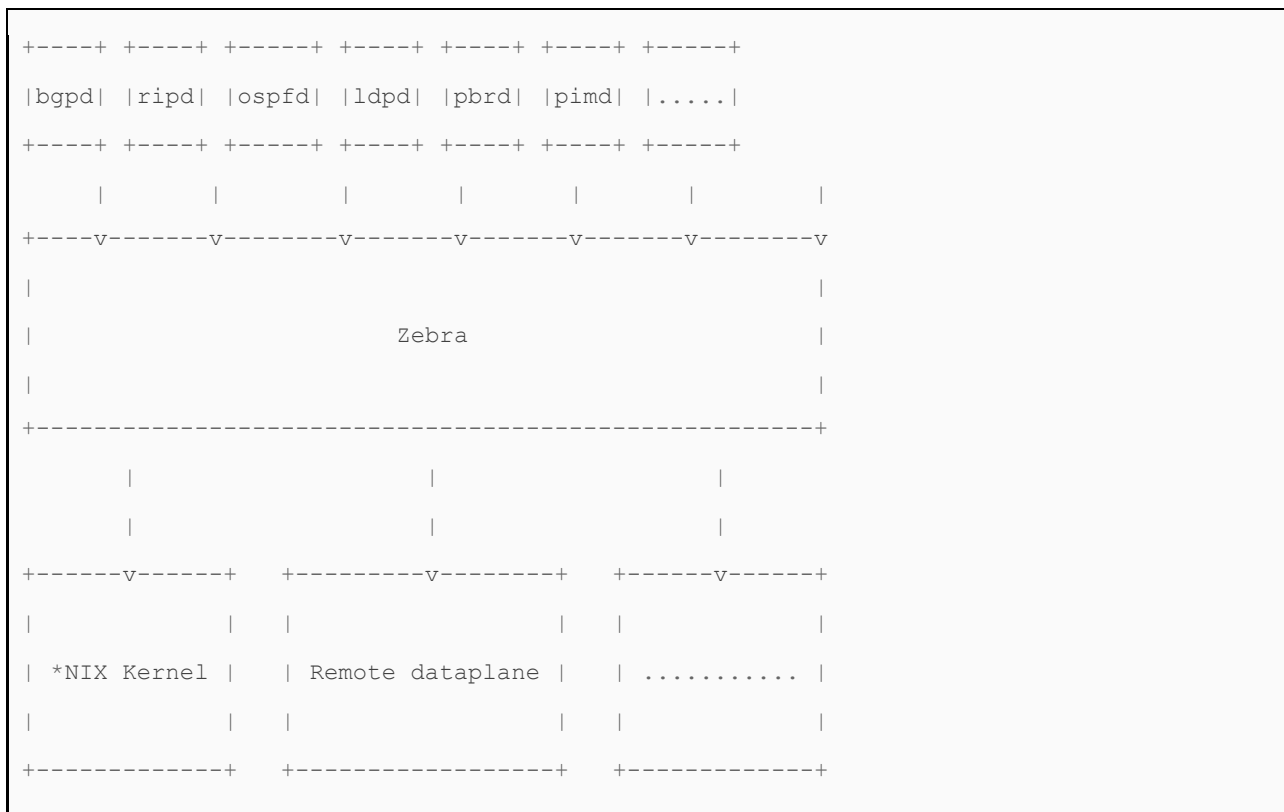 +----+ +----+ +-----+ +----+ +----+ +----+ +-----+
|bgpd| |ripd| |ospfd| |ldpd| |pbrd| |pimd| |.....|
+----+ +----+ +-----+ +----+ +----+ +----+ +-----+
     |       |        |       |       |       |        |
+----v-------v--------v-------v-------v-------v--------v
|                                                      |
|                         Zebra                        |
|                                                      |
+------------------------------------------------------+
       |                    |                   |
       |                    |                   |
+------v------+   +---------v--------+   +------v------+
|             |   |                  |   |             |
| *NIX Kernel |   | Remote dataplane |   | ........... |
|             |   |                  |   |             |
+-------------+   +------------------+   +-------------+